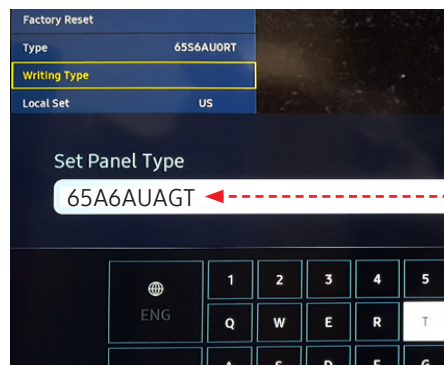 Factory Reset
Type 65S6AU0RT
Writing Type
Local Set US
Set Panel Type
65A6AUAGT
1 2 3 4 5
ENG
Q W E R T
A S D F G